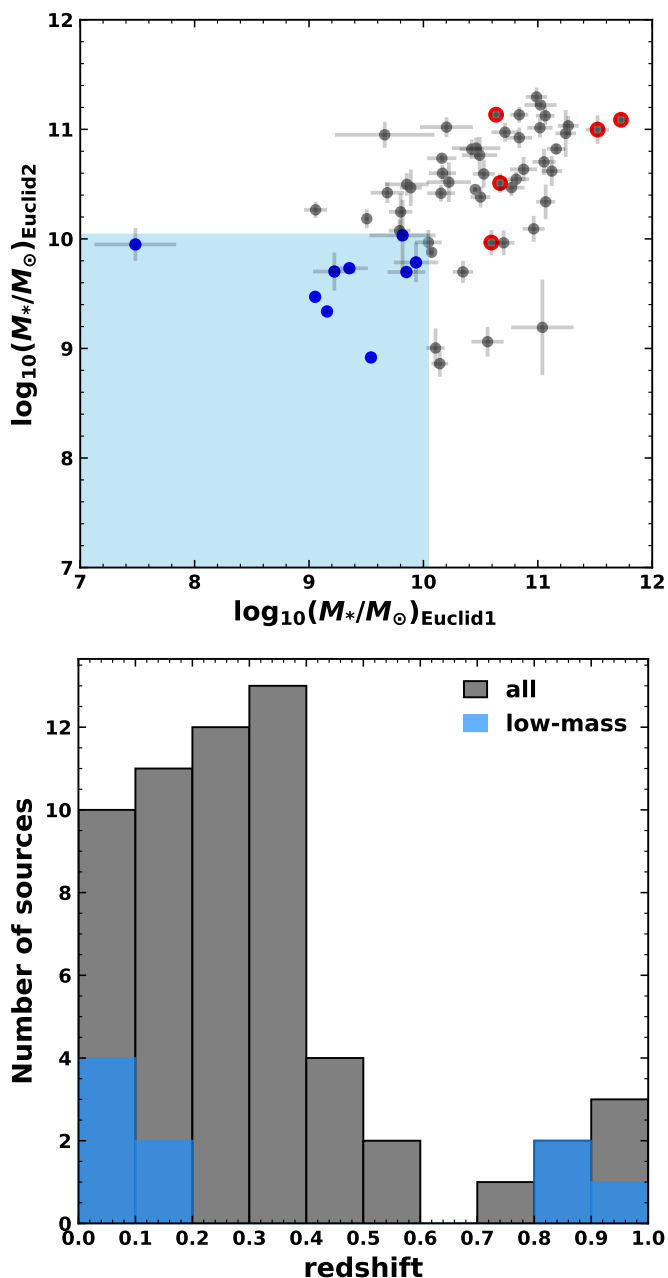 12
11
10
9
8
7
log₁₀(M*/M☉)Euclid2
7 8 9 10 11 12
log₁₀(M*/M☉)Euclid1
all
low-mass
12
10
8
6
4
2
0
Number of sources
0.0 0.1 0.2 0.3 0.4 0.5 0.6 0.7 0.8 0.9 1.0
redshift